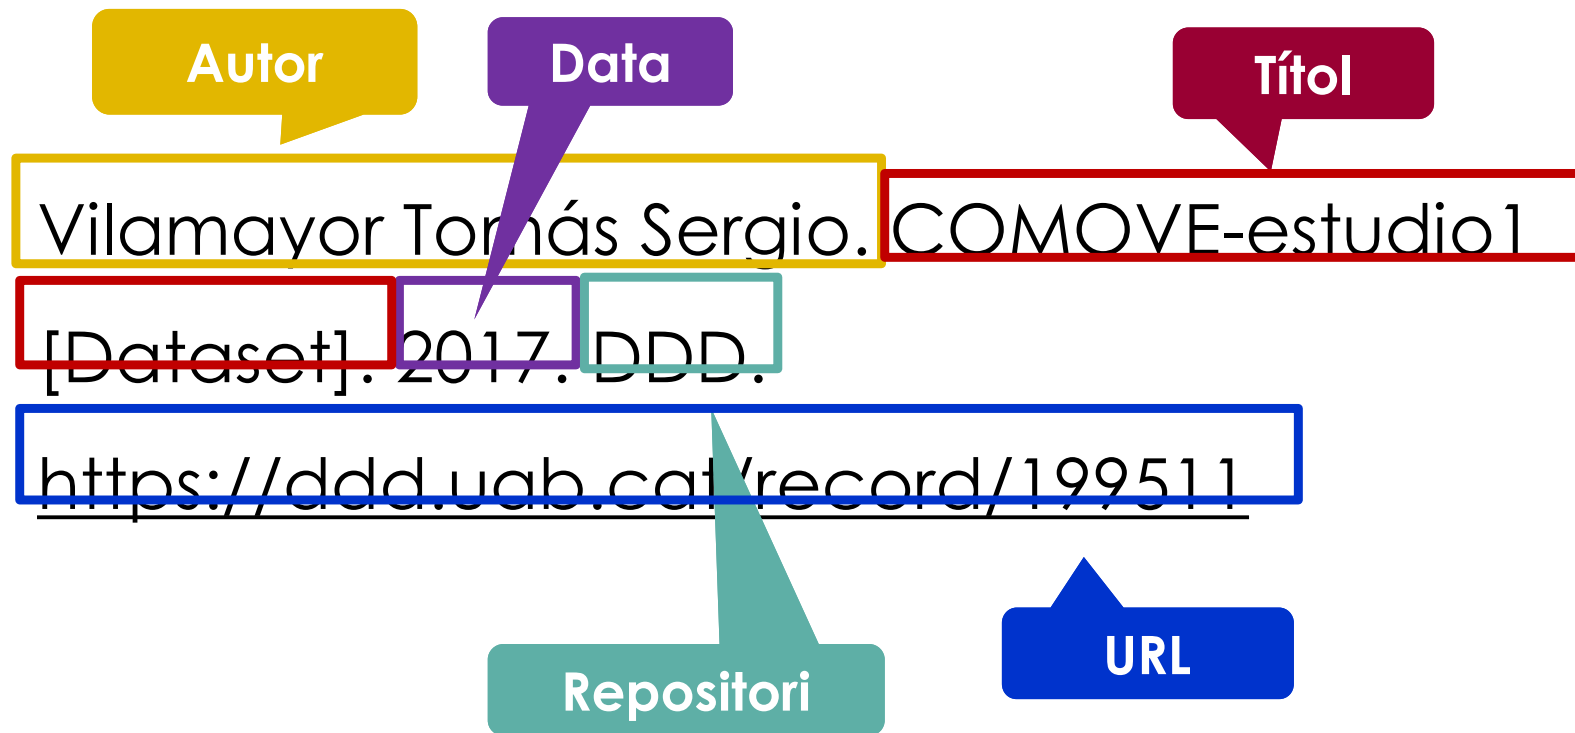 Autor
Data
Títol
Vilamayor Tomás Sergio. COMOVE-estudio1
[Dataset]. 2017. DDD.
https://ddd.uab.cat/record/199511
URL
Repositori